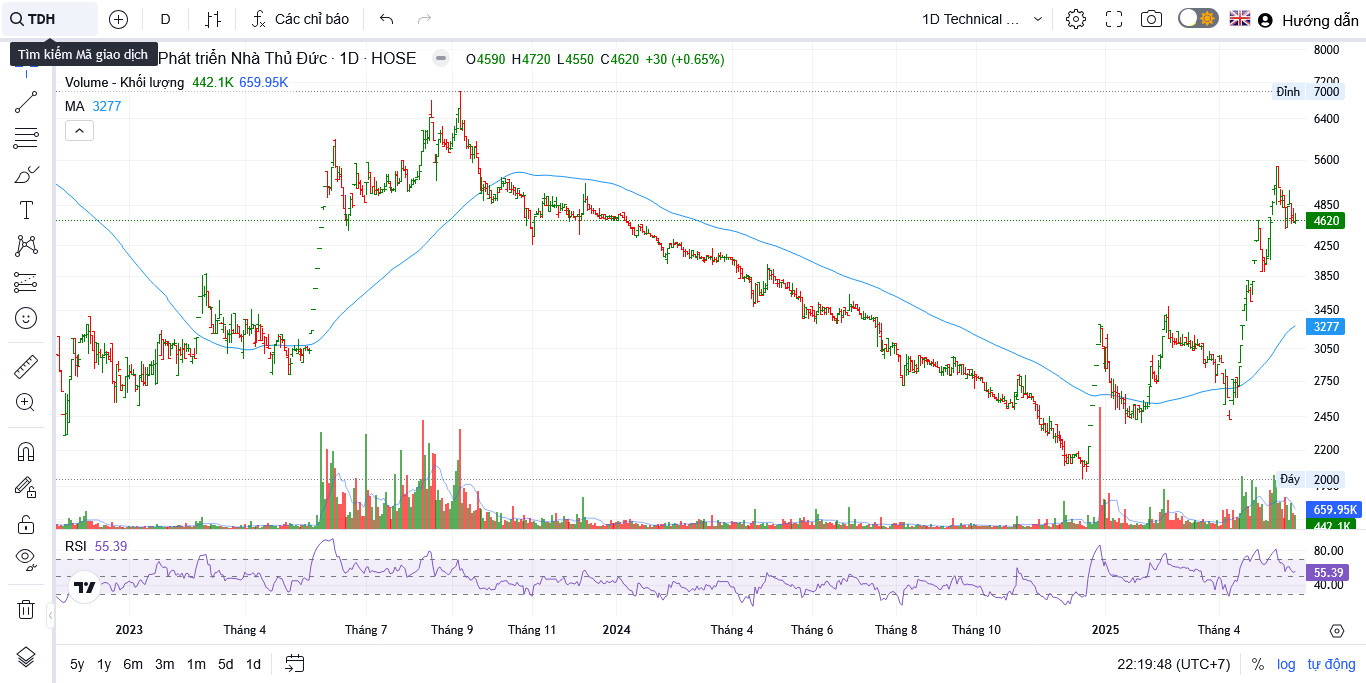 TDH
D
Các chỉ báo
1D Technical ...
Hướng dẫn
Tìm kiếm Mã giao dịch
Phát triển Nhà Thủ Đức · 1D · HOSE
O4590 H4720 L4550 C4620 +30 (+0.65%)
Volume - Khối lượng 442.1K 659.95K
MA 3277
8000
7200
Đỉnh 7000
6400
5600
4850
4620
4250
3850
3450
3277
3050
2750
2450
2200
Đáy 2000
659.95K
442.1K
RSI 55.39
80.00
55.39
40.00
2023 Tháng 4 Tháng 7 Tháng 9 Tháng 11 2024 Tháng 4 Tháng 6 Tháng 8 Tháng 10 2025 Tháng 4
5y 1y 6m 3m 1m 5d 1d
22:19:48 (UTC+7) % log tự động